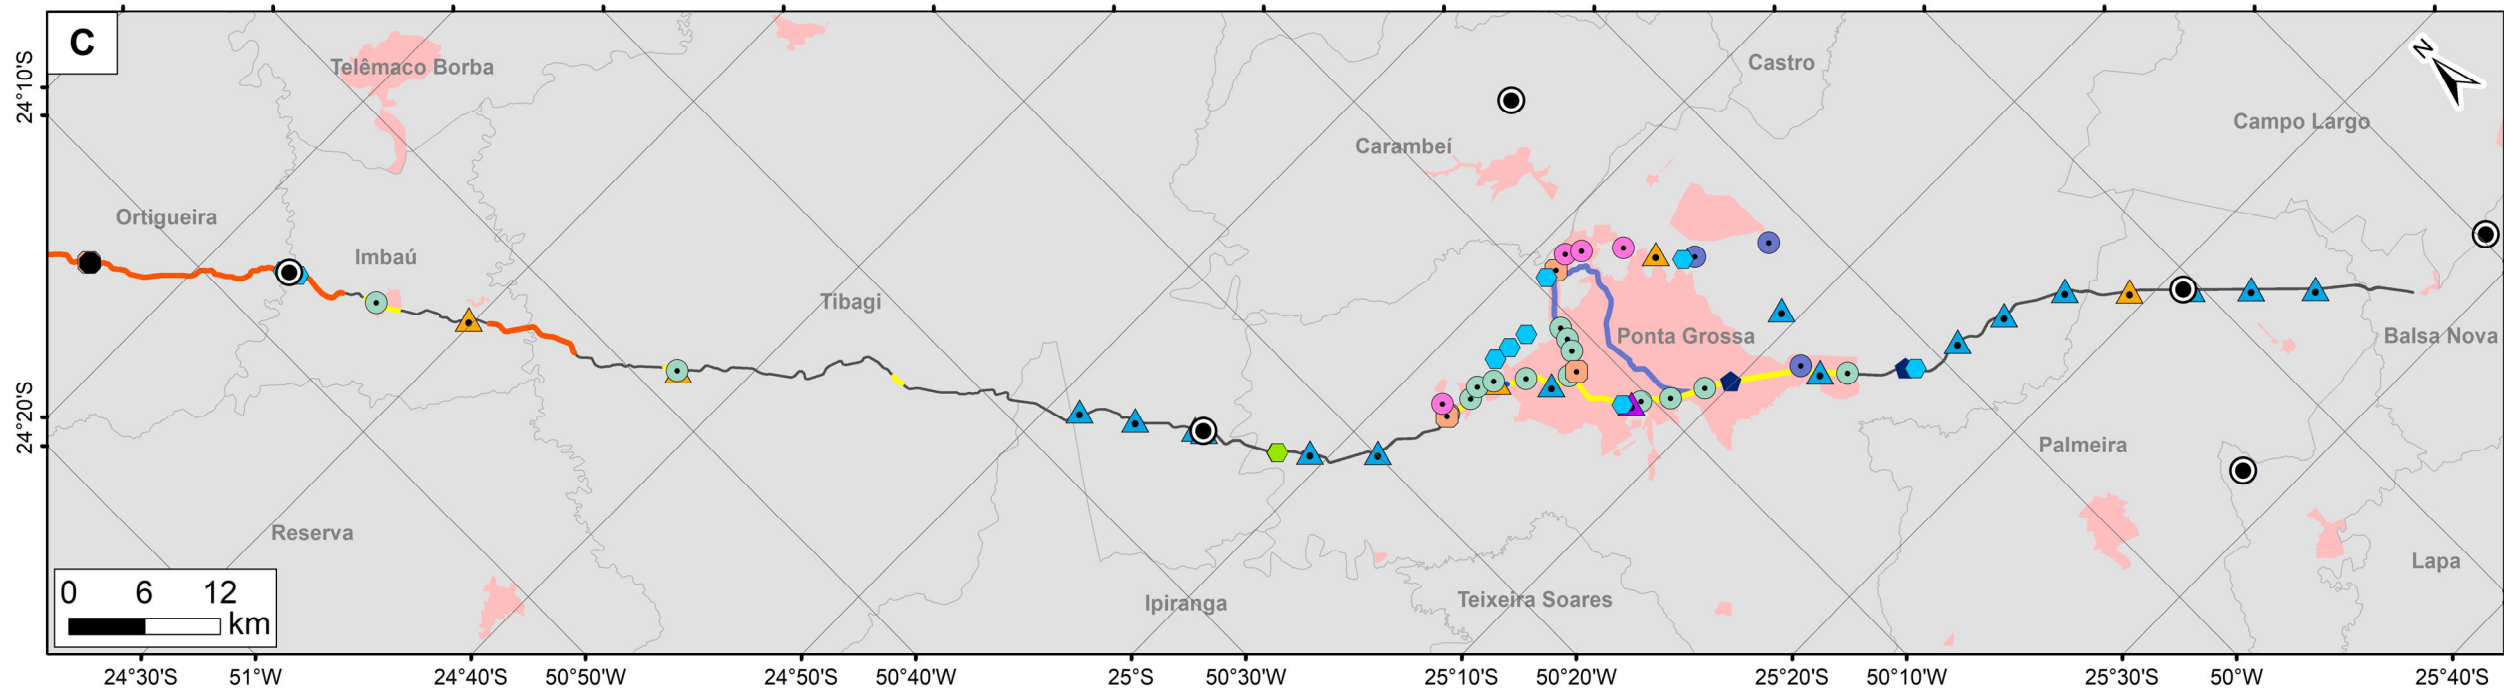 C
N
Telêmaco Borba
Castro
Campo Largo
Carambeí
24°10'S
Ortigueira
Imbaú
Tibagi
Ponta Grossa
Balsa Nova
24°20'S
Palmeira
Reserva
Lapa
Ipiranga
Teixeira Soares
0 6 12
km
24°30'S 51°W 24°40'S 50°50'W 24°50'S 50°40'W 25°S 50°30'W 25°10'S 50°20'W 25°20'S 50°10'W 25°30'S 50°W 25°40'S